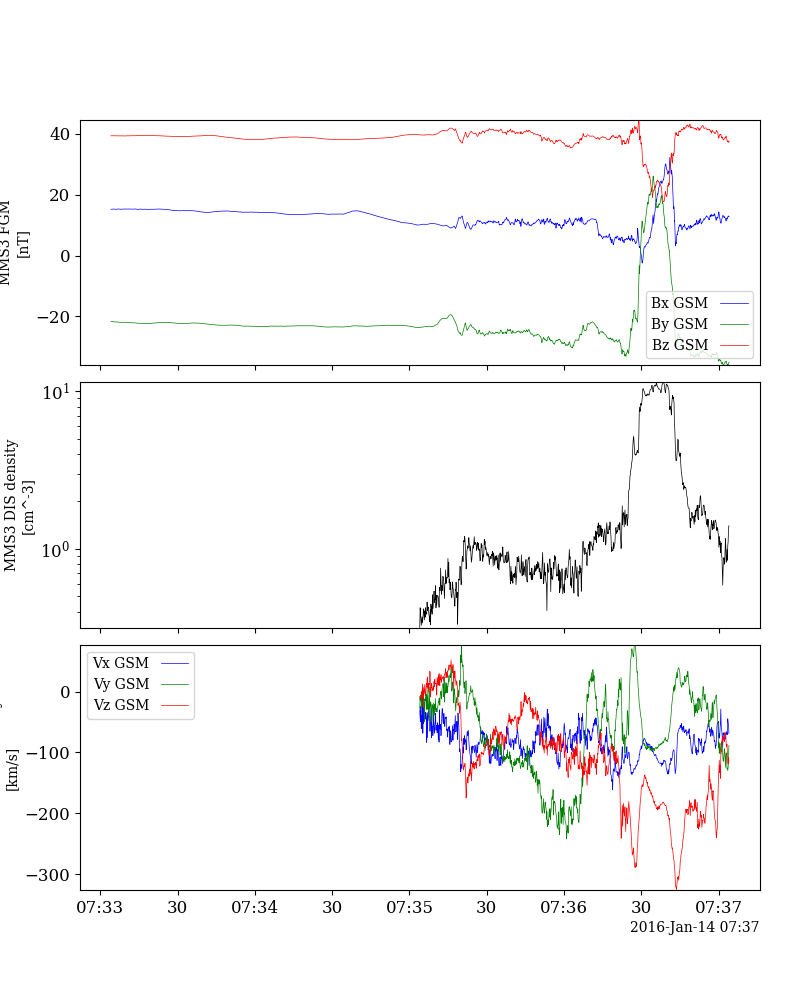 40
20
0
−20
MMS3 FGM
[nT]
Bx GSM
By GSM
Bz GSM
10^1
10^0
MMS3 DIS density
[cm^-3]
Vx GSM
Vy GSM
Vz GSM
0
−100
−200
−300
[km/s]
07:33 30 07:34 30 07:35 30 07:36 30 07:37
2016-Jan-14 07:37